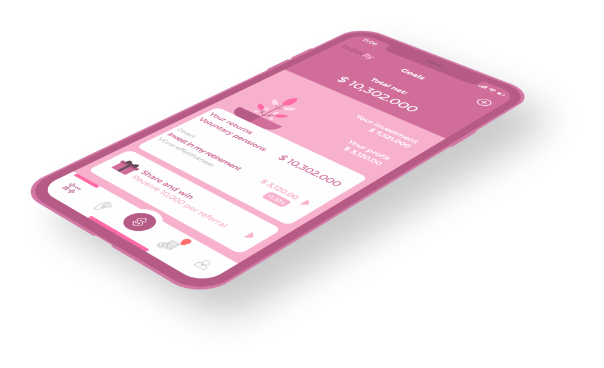 11:06
Goals
Total net:
$ 10,302.000
Your investment
$ 7,521.000
Your profit
$ 3,120.00
Your returns
Voluntary pensions
$ 10,302.000
Invest in my retirement
$ 3,120.00
Share and win
Receive 10,000 per referral